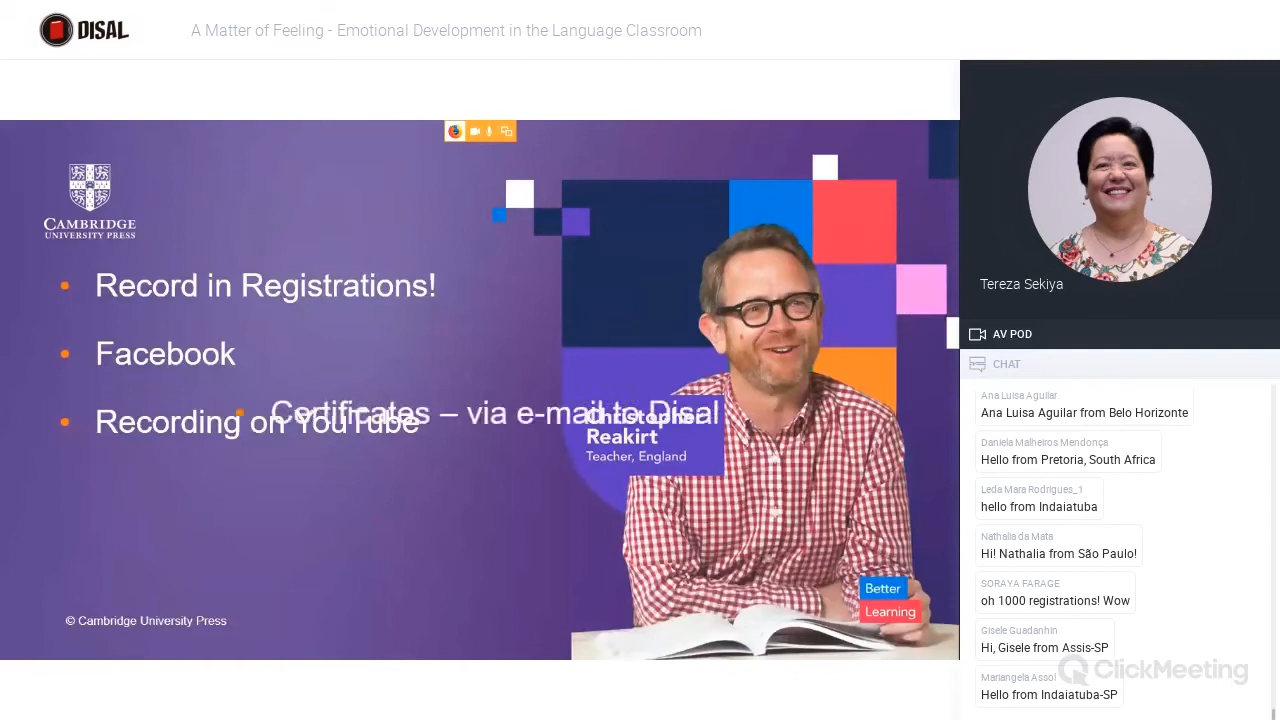 DISAL
A Matter of Feeling - Emotional Development in the Language Classroom
CAMBRIDGE
UNIVERSITY PRESS
Record in Registrations!
Facebook
Certificates – via e-mail to Disal
Recording on YouTube
Christopher
Reakirt
Teacher, England
Better
Learning
© Cambridge University Press
Tereza Sekiya
AV POD
CHAT
Ana Luisa Aguilar
Ana Luisa Aguilar from Belo Horizonte
Daniela Malheiros Mendonça
Hello from Pretoria, South Africa
Leda Mara Rodrigues_1
hello from Indaiatuba
Nathalia da Mata
Hi! Nathalia from São Paulo!
SORAYA FARAGE
oh 1000 registrations! Wow
Gisele Guadanhin
Hi, Gisele from Assis-SP
Mariangela Assol
Hello from Indaiatuba-SP
ClickMeeting